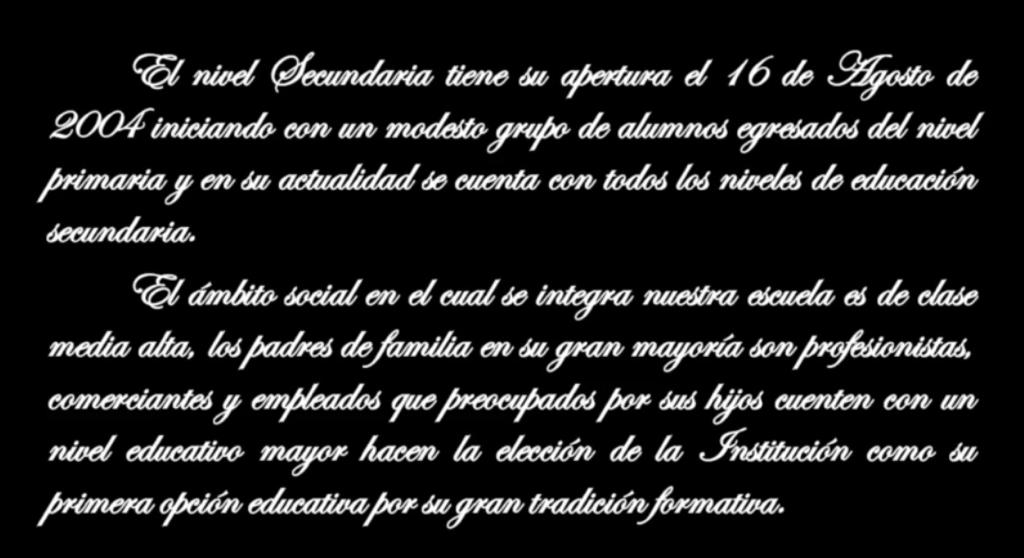 El nivel Secundaria tiene su apertura el 16 de Agosto de
2004 iniciando con un modesto grupo de alumnos egresados del nivel
primaria y en su actualidad se cuenta con todos los niveles de educación
secundaria.
El ámbito social en el cual se integra nuestra escuela es de clase
media alta, los padres de familia en su gran mayoría son profesionistas,
comerciantes y empleados que preocupados por sus hijos cuenten con un
nivel educativo mayor hacen la elección de la Institución como su
primera opción educativa por su gran tradición formativa.